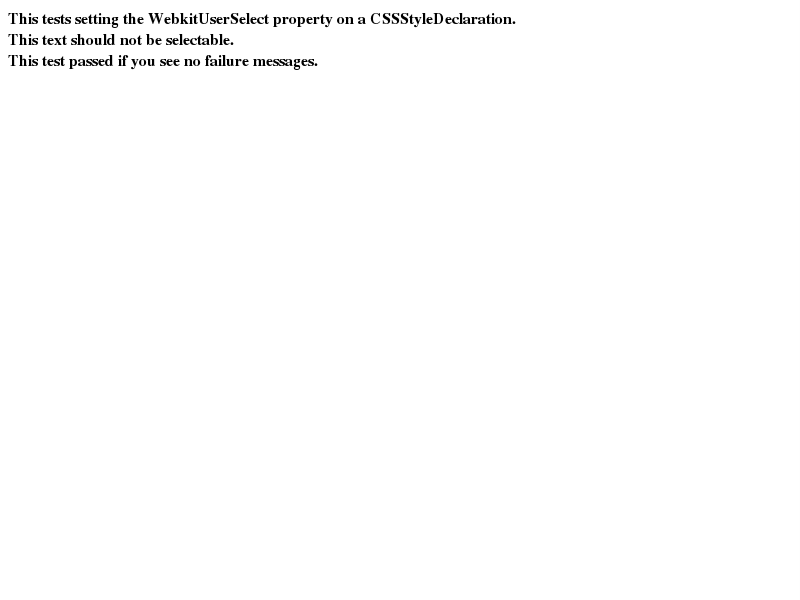 This tests setting the WebkitUserSelect property on a CSSStyleDeclaration.
This text should not be selectable.
This test passed if you see no failure messages.